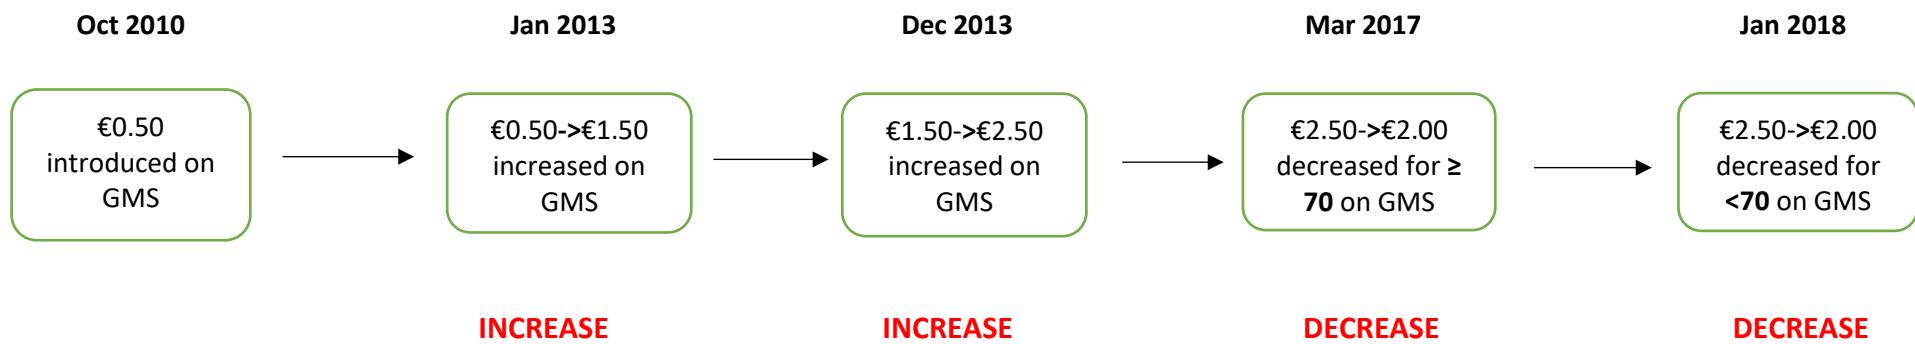 Oct 2010
Jan 2013
Dec 2013
Mar 2017
Jan 2018
€0.50
introduced on
GMS
€0.50->€1.50
increased on
GMS
€1.50->€2.50
increased on
GMS
€2.50->€2.00
decreased for ≥
70 on GMS
€2.50->€2.00
decreased for
<70 on GMS
INCREASE
INCREASE
DECREASE
DECREASE